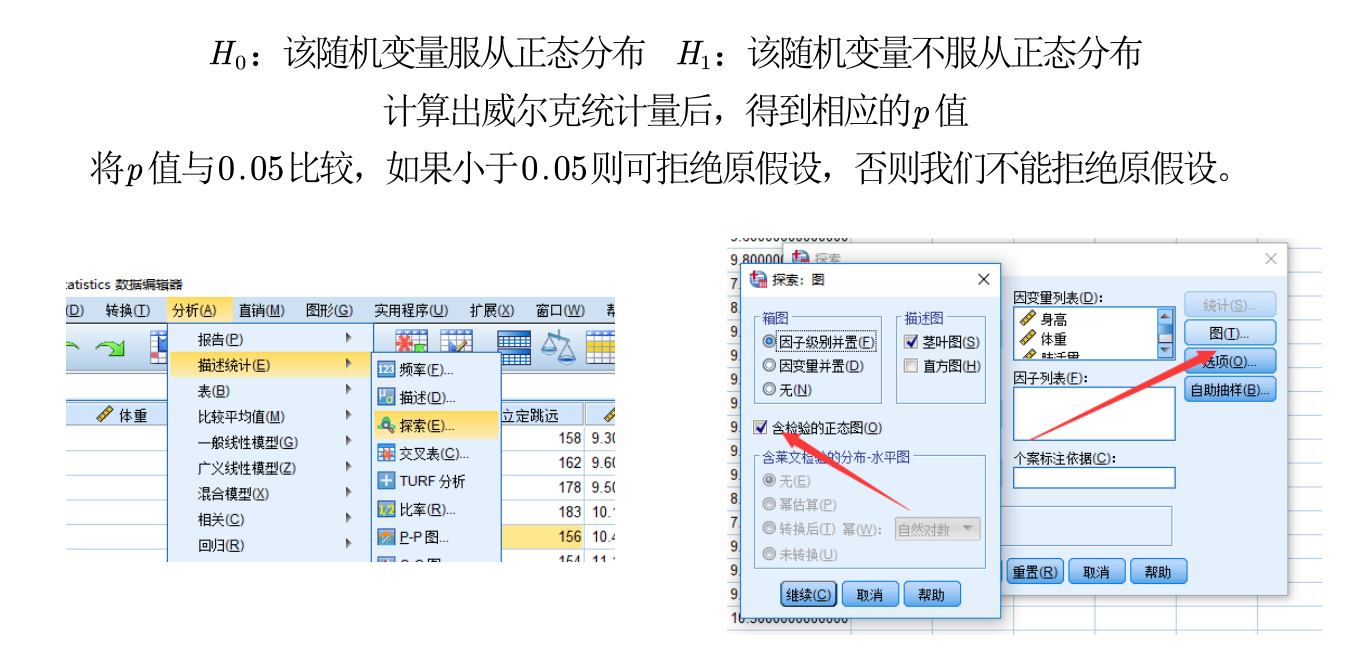 H₀：该随机变量服从正态分布 H₁：该随机变量不服从正态分布
计算出威尔克统计量后，得到相应的p值
将p值与0.05比较，如果小于0.05则可拒绝原假设，否则我们不能拒绝原假设。
atistics 数据编辑器
(D) 转换(T) 分析(A) 直销(M) 图形(G) 实用程序(U) 扩展(X) 窗口(W)
报告(P)
描述统计(E)
表(B)
比较平均值(M)
一般线性模型(G)
广义线性模型(Z)
混合模型(X)
相关(C)
回归(R)
频率(F)...
描述(D)...
探索(E)...
交叉表(C)...
TURF 分析
比率(R)...
P-P 图...
体重
立定跳远
158 9.30
162 9.60
178 9.50
183 10.
156 10.4
154 11.
9.80000
探索
探索：图
箱图
因子级别并置(F)
因变量并置(D)
无(N)
描述图
茎叶图(S)
直方图(H)
含检验的正态图(O)
含莱文检验的分布-水平图
无(E)
幂估算(P)
转换后(T) 幂(W)： 自然对数
未转换(U)
继续(C) 取消 帮助
因变量列表(D)：
身高
体重
肺活量
因子列表(F)：
个案标注依据(C)：
统计(S)...
图(T)...
选项(O)...
自助抽样(B)...
重置(R) 取消 帮助
10.5000000000000